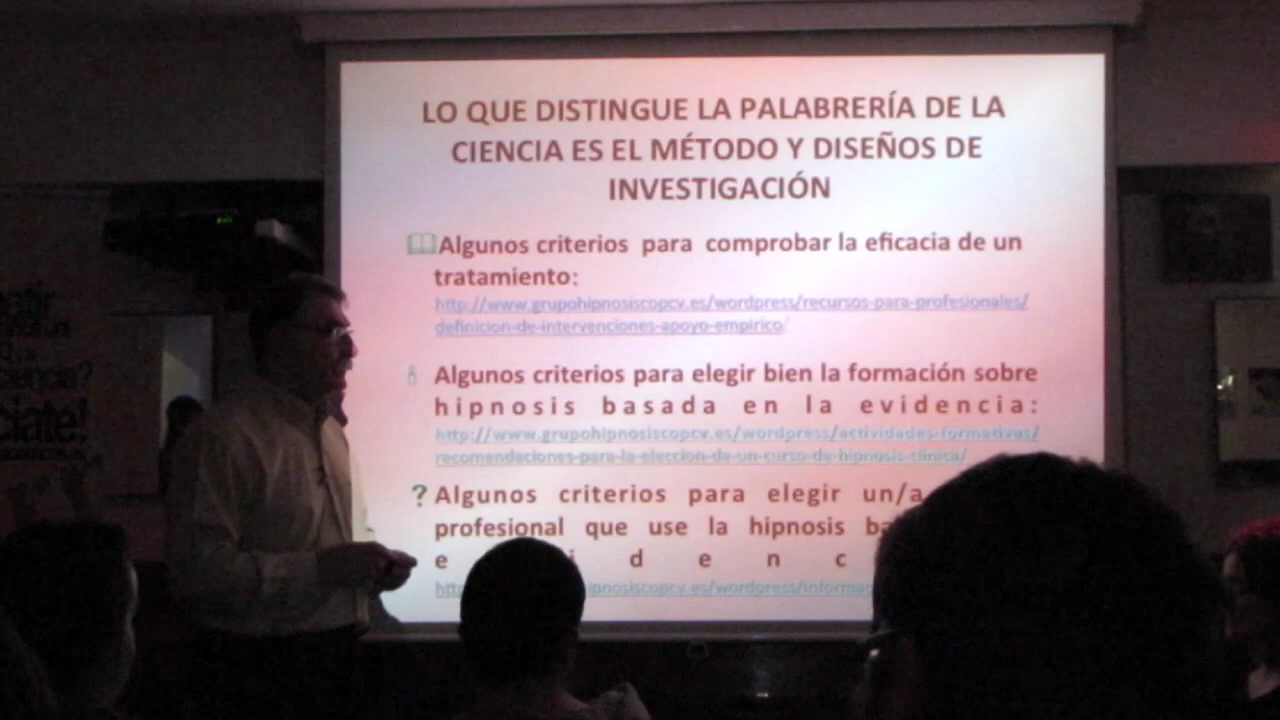 LO QUE DISTINGUE LA PALABRERÍA DE LA
CIENCIA ES EL MÉTODO Y DISEÑOS DE
INVESTIGACIÓN
Algunos criterios para comprobar la eficacia de un
tratamiento:
http://www.grupohipnosiscopcv.es/wordpress/recursos-para-profesionales/
definicion-de-intervenciones-apoyo-empirico/
Algunos criterios para elegir bien la formación sobre
hipnosis basada en la evidencia:
http://www.grupohipnosiscopcv.es/wordpress/actividades-formativas/
recomendaciones-para-la-eleccion-de-un-curso-de-hipnosis-clinica/
? Algunos criterios para elegir un/a
profesional que use la hipnosis
ipnosiscopcv.es/wordpress/informa
ciencia?
ciate!